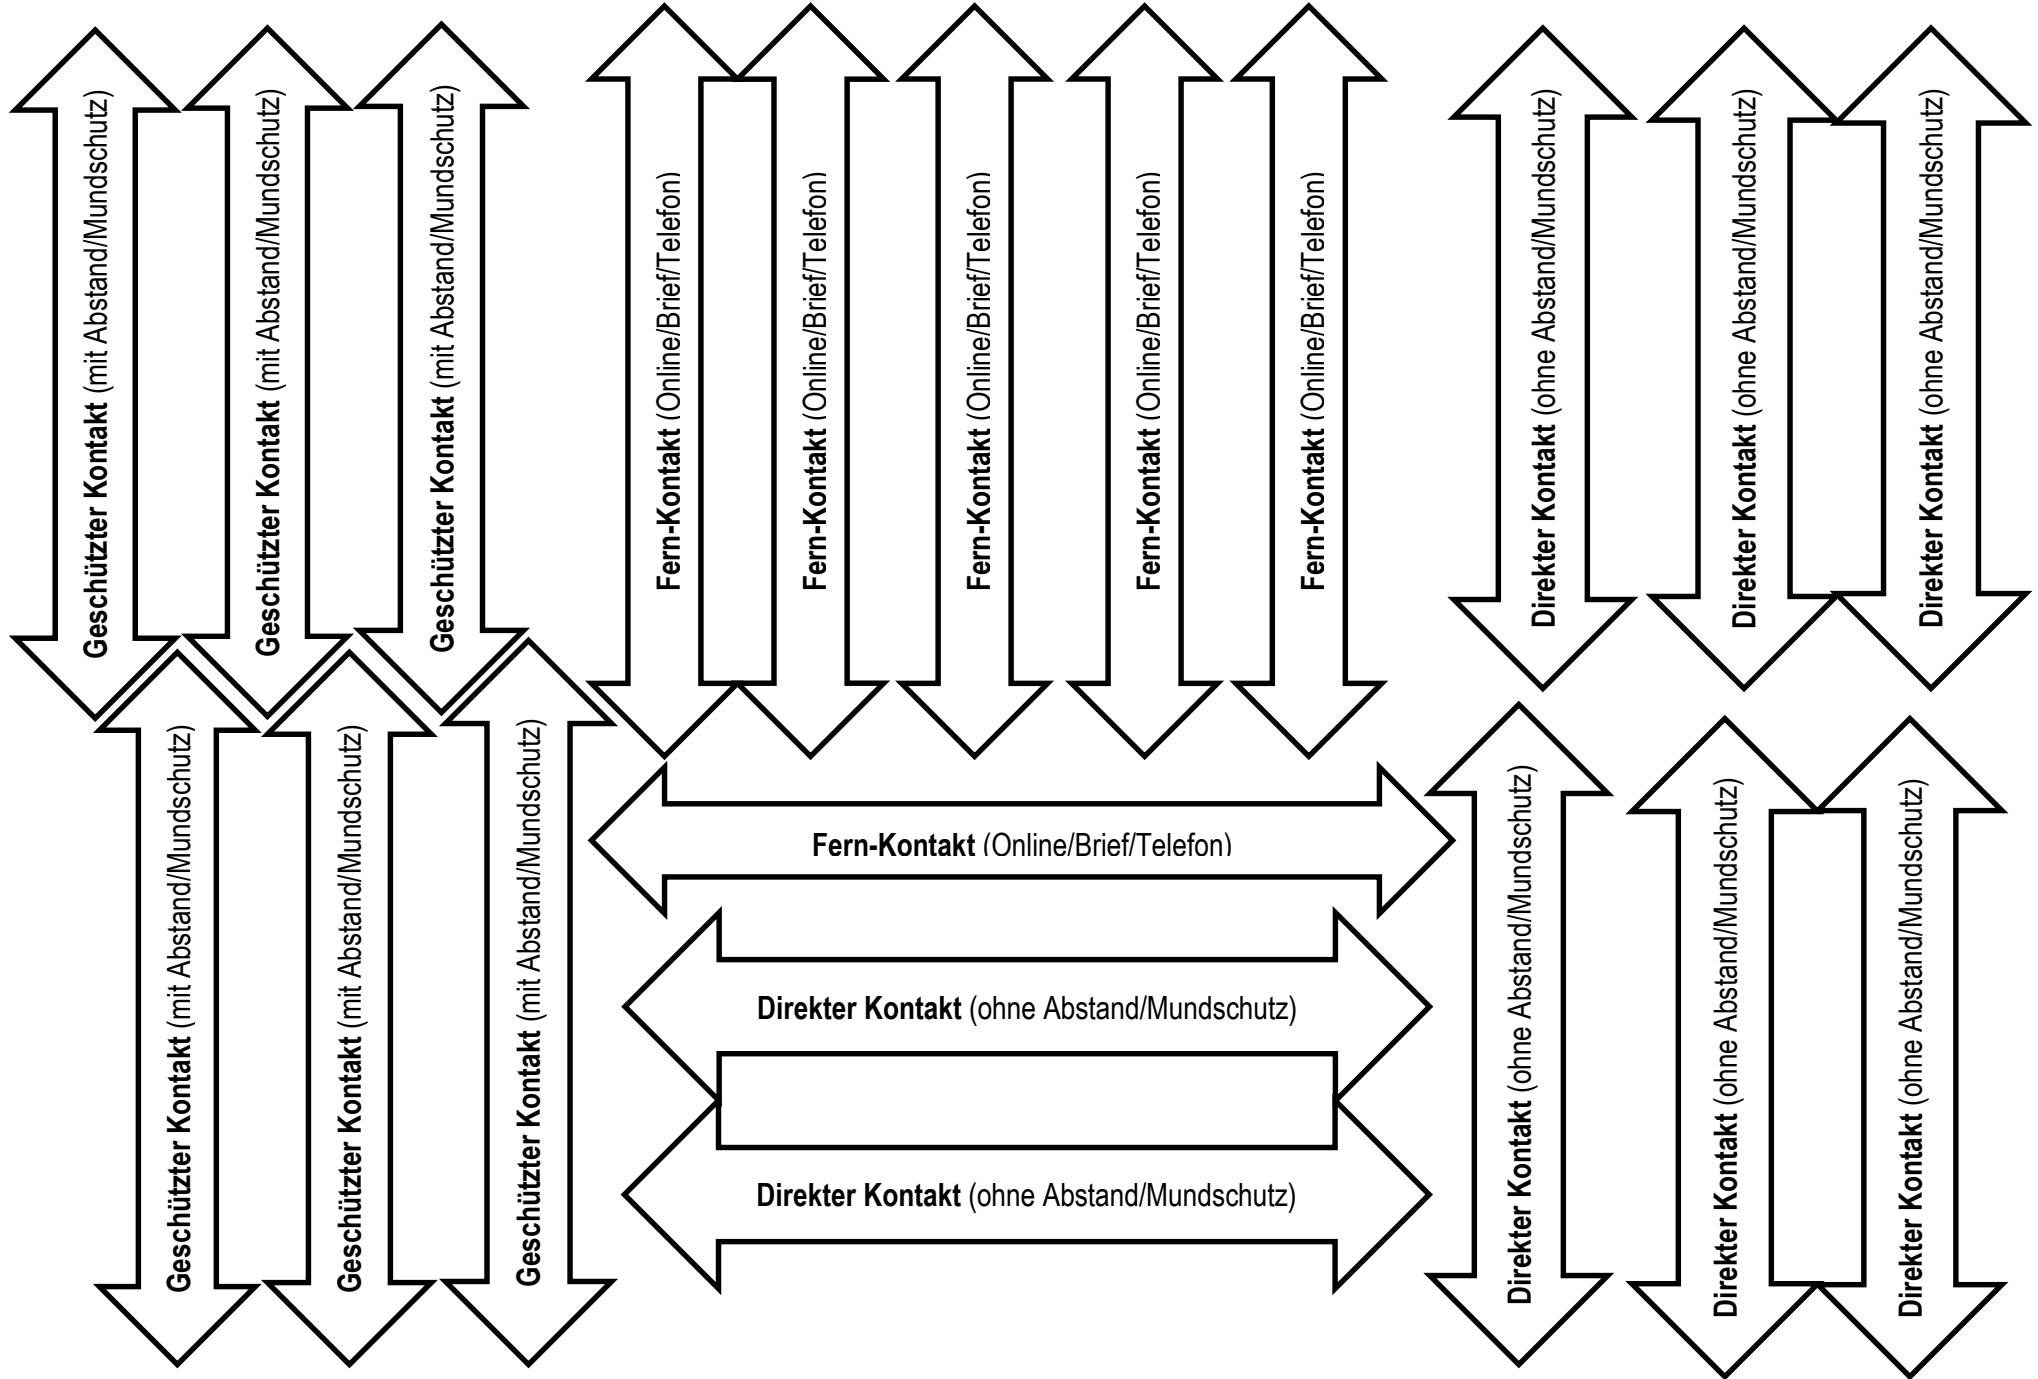 Geschützter Kontakt (mit Abstand/Mundschutz)
Geschützter Kontakt (mit Abstand/Mundschutz)
Geschützter Kontakt (mit Abstand/Mundschutz)
Fern-Kontakt (Online/Brief/Telefon)
Fern-Kontakt (Online/Brief/Telefon)
Fern-Kontakt (Online/Brief/Telefon)
Fern-Kontakt (Online/Brief/Telefon)
Fern-Kontakt (Online/Brief/Telefon)
Direkter Kontakt (ohne Abstand/Mundschutz)
Direkter Kontakt (ohne Abstand/Mundschutz)
Direkter Kontakt (ohne Abstand/Mundschutz)
Geschützter Kontakt (mit Abstand/Mundschutz)
Geschützter Kontakt (mit Abstand/Mundschutz)
Geschützter Kontakt (mit Abstand/Mundschutz)
Fern-Kontakt (Online/Brief/Telefon)
Direkter Kontakt (ohne Abstand/Mundschutz)
Direkter Kontakt (ohne Abstand/Mundschutz)
Direkter Kontakt (ohne Abstand/Mundschutz)
Direkter Kontakt (ohne Abstand/Mundschutz)
Direkter Kontakt (ohne Abstand/Mundschutz)